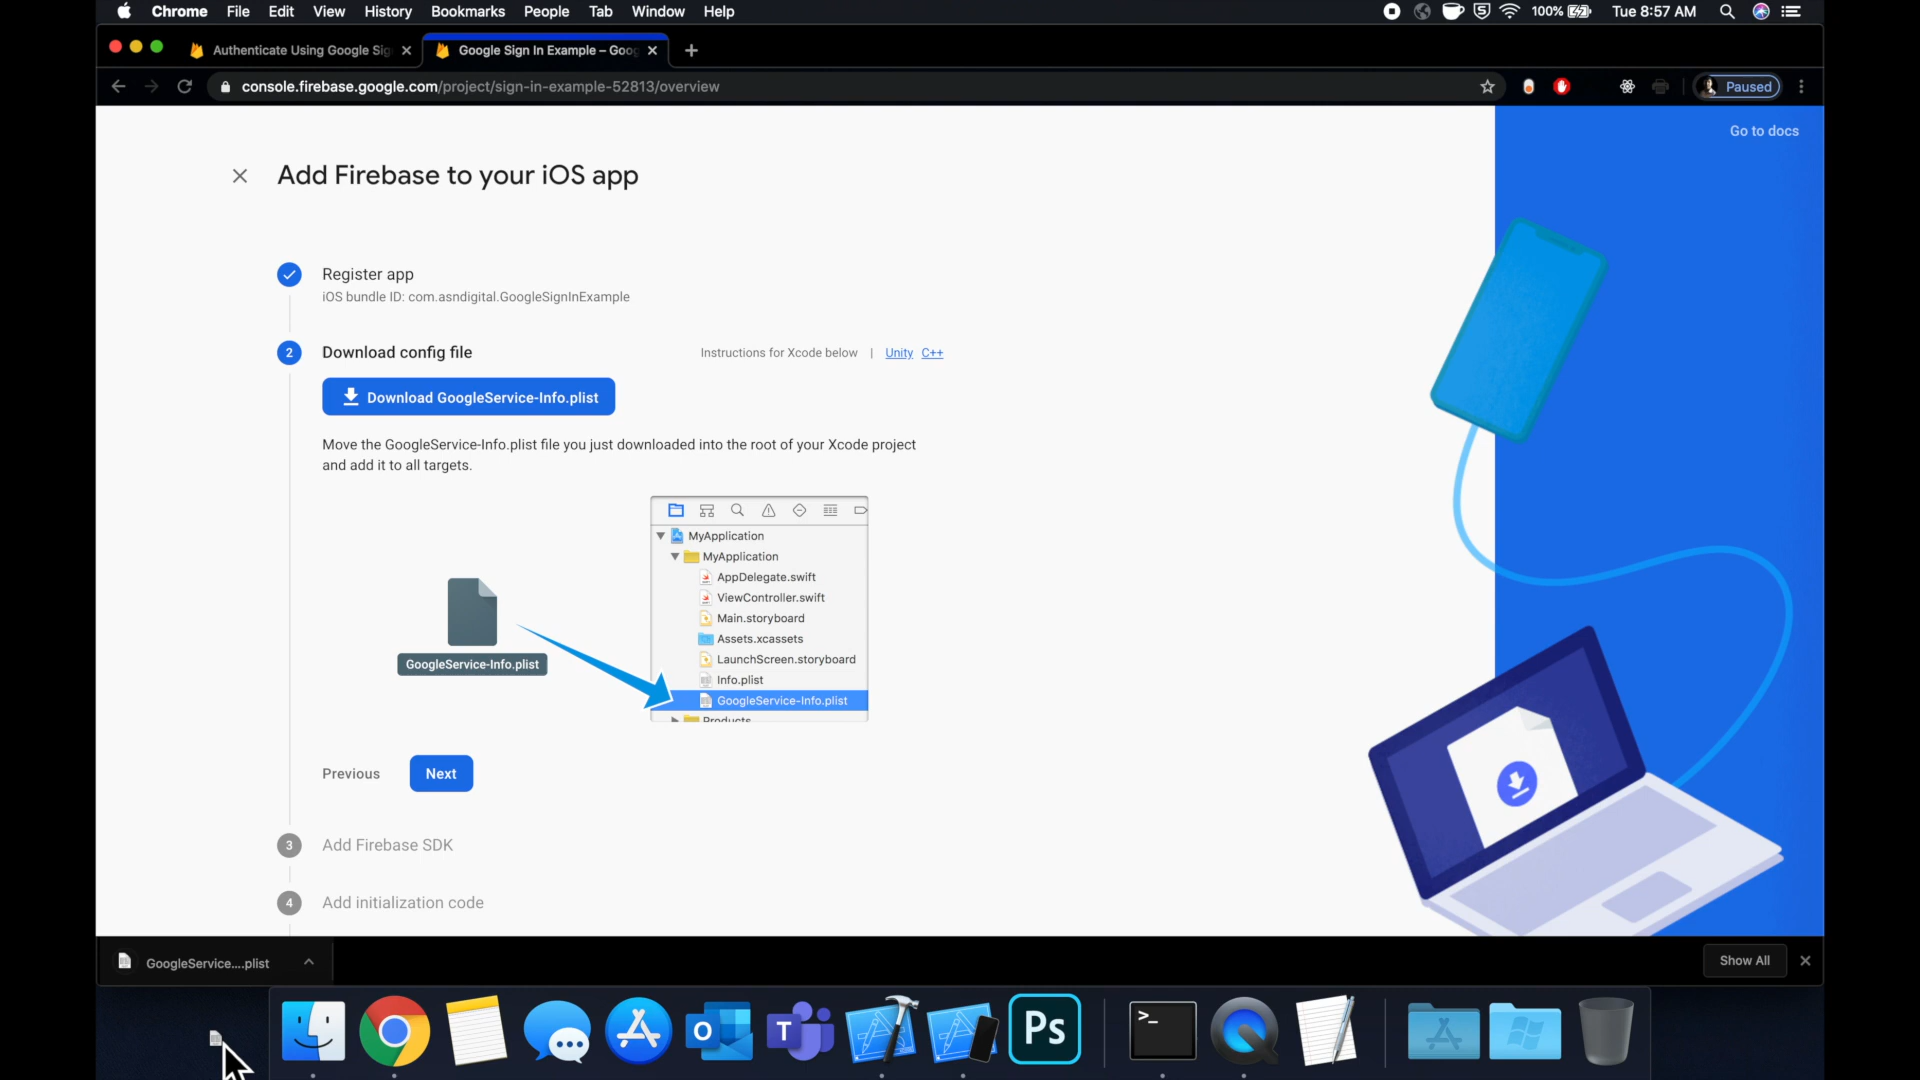 Chrome File Edit View History Bookmarks People Tab Window Help
100% Tue 8:57 AM
Authenticate Using Google Sig
Google Sign In Example – Goog
console.firebase.google.com/project/sign-in-example-52813/overview
Paused
Go to docs
Add Firebase to your iOS app
Register app
iOS bundle ID: com.asndigital.GoogleSignInExample
2 Download config file
Instructions for Xcode below | Unity C++
Download GoogleService-Info.plist
Move the GoogleService-Info.plist file you just downloaded into the root of your Xcode project
and add it to all targets.
MyApplication
MyApplication
AppDelegate.swift
ViewController.swift
Main.storyboard
Assets.xcassets
LaunchScreen.storyboard
Info.plist
GoogleService-Info.plist
Products
GoogleService-Info.plist
Previous Next
3 Add Firebase SDK
4 Add initialization code
GoogleService....plist
Show All
O
T
Ps
>_